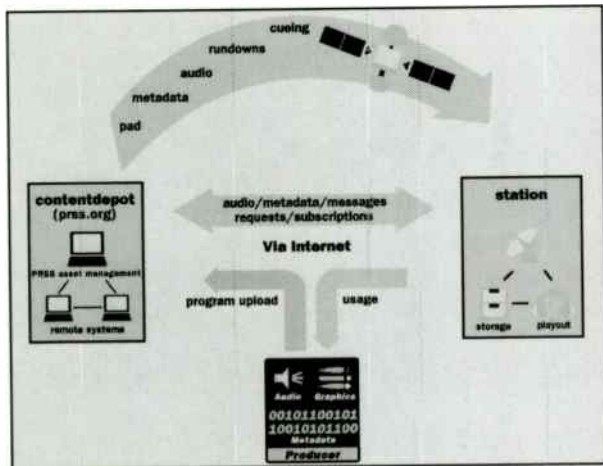 cueing
rundowns
audio
metadata
pad
contentdepot
(prss.org)
PRSS asset management
remote systems
audio/metadata/messages
requests/subscriptions
Via Internet
program upload
usage
station
storage
playout
Audio
Graphics
00101100101
10010101100
Metadata
Producer